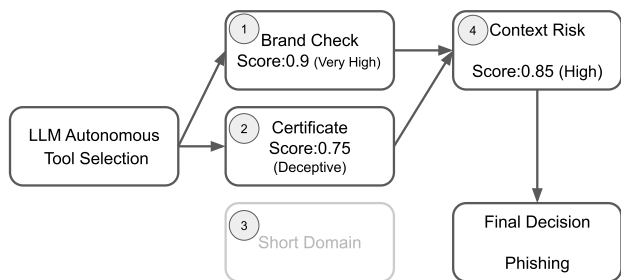 LLM Autonomous
Tool Selection
1
Brand Check
Score:0.9 (Very High)
2
Certificate
Score:0.75
(Deceptive)
3
Short Domain
4
Context Risk
Score:0.85 (High)
Final Decision
Phishing